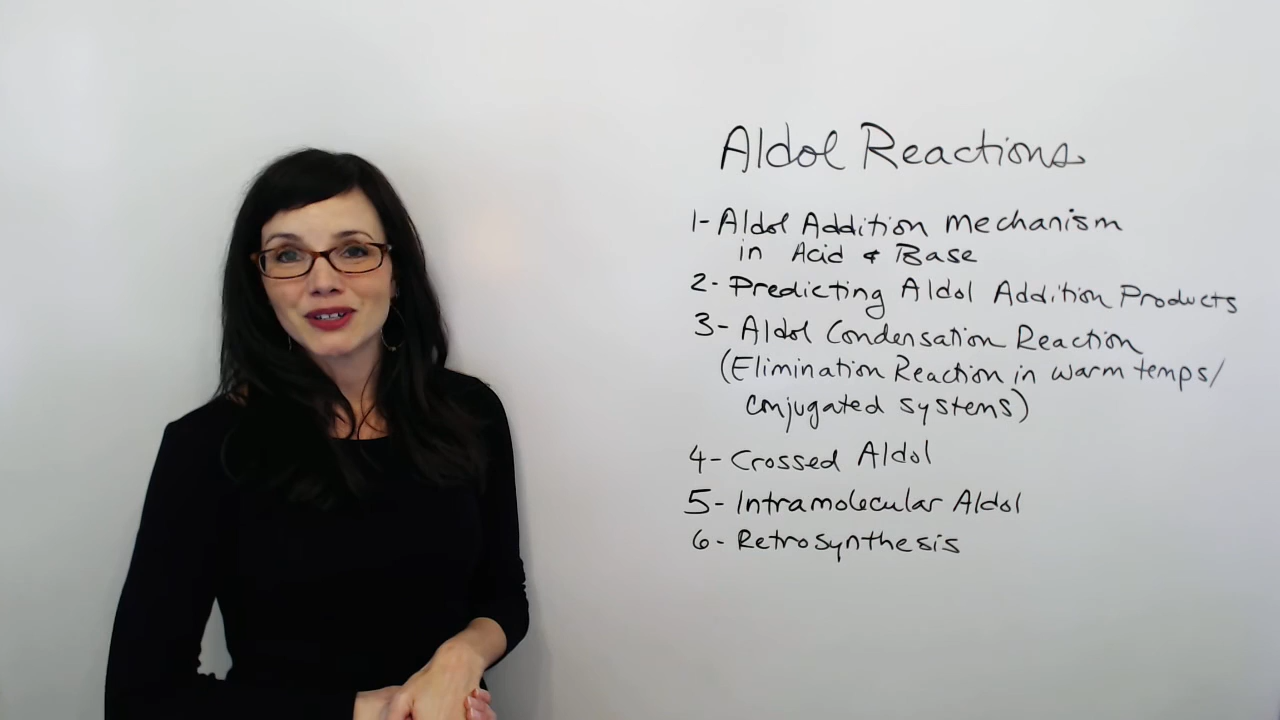 Aldol Reactions
1- Aldol Addition Mechanism
in Acid & Base
2- Predicting Aldol Addition Products
3- Aldol Condensation Reaction
(Elimination Reaction in warm temps/
conjugated systems)
4- Crossed Aldol
5- Intramolecular Aldol
6- Retrosynthesis